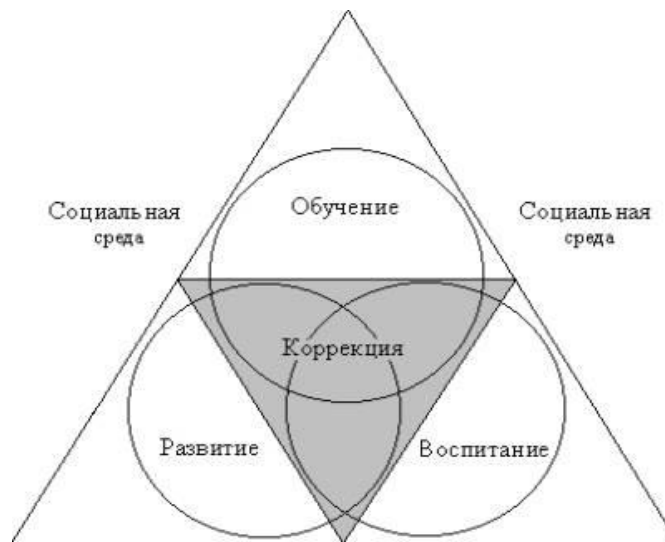 Обучение
Социальная
среда
Социальная
среда
Коррекция
Развитие
Воспитание